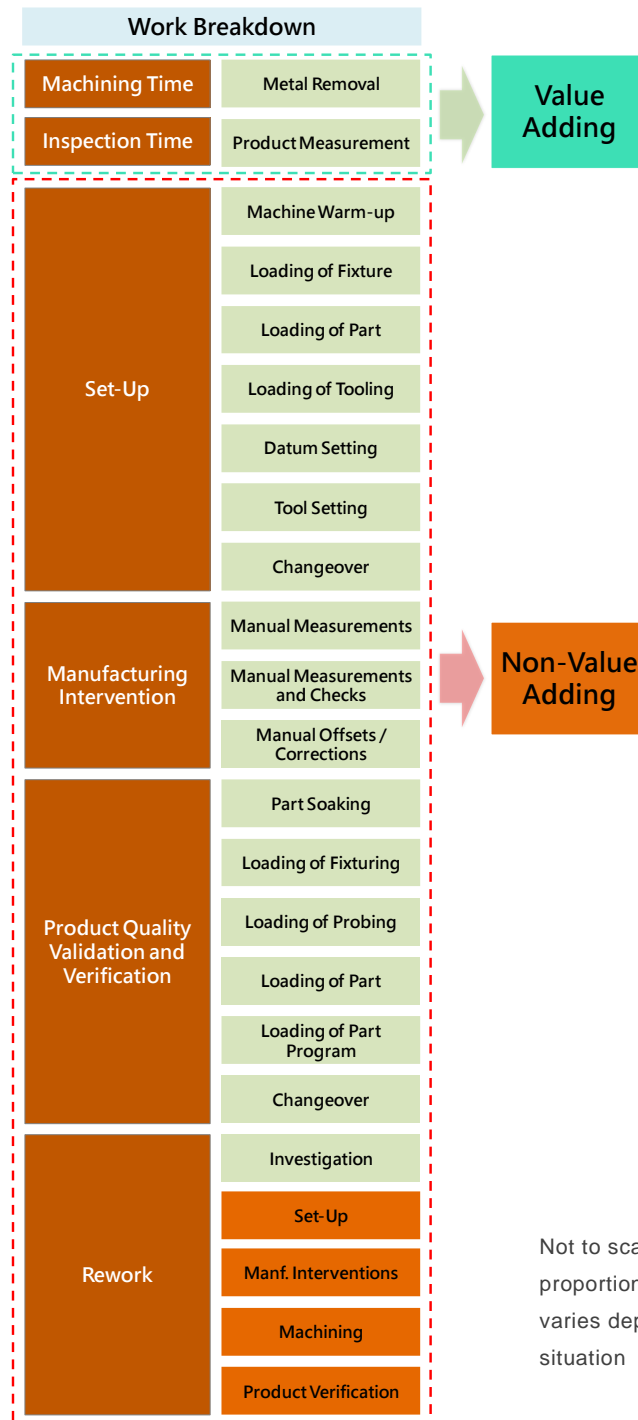 Work Breakdown
Machining Time
Metal Removal
Inspection Time
Product Measurement
Value
Adding
Set-Up
Machine Warm-up
Loading of Fixture
Loading of Part
Loading of Tooling
Datum Setting
Tool Setting
Changeover
Manufacturing
Intervention
Manual Measurements
Manual Measurements
and Checks
Manual Offsets /
Corrections
Non-Value
Adding
Product Quality
Validation and
Verification
Part Soaking
Loading of Fixturing
Loading of Probing
Loading of Part
Loading of Part
Program
Changeover
Rework
Investigation
Set-Up
Manf. Interventions
Machining
Product Verification
Not to
proportion
varies
situation